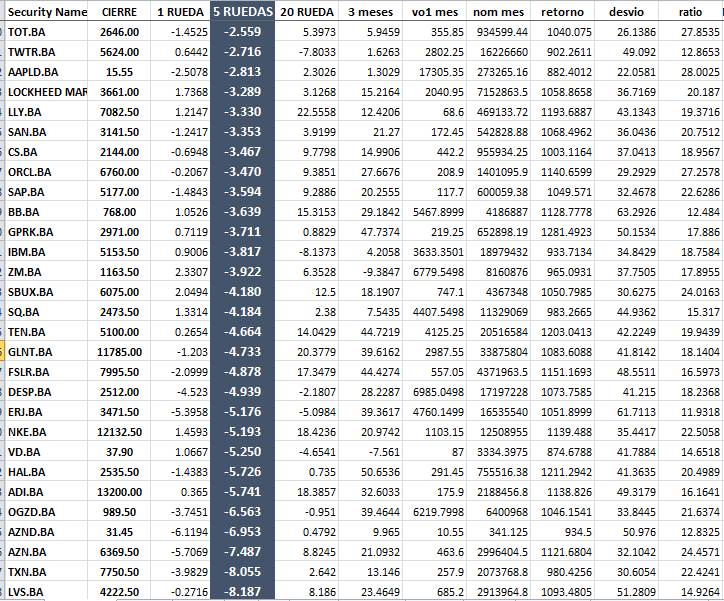 Security Name CIERRE 1 RUEDA 5 RUEDAS 20 RUEDA 3 meses vo1 mes nom mes retorno desvio ratio
TOT.BA 2646.00 -1.4525 -2.559 5.3973 5.9459 355.85 934599.44 1040.075 26.1386 27.8535
TWTR.BA 5624.00 0.6442 -2.716 -7.8033 1.6263 2802.25 16226660 902.2611 49.092 12.8653
AAPLD.BA 15.55 -2.5078 -2.813 2.3026 1.3029 17305.35 273265.16 882.4012 22.0581 28.0025
LOCKHEED MAR 3661.00 1.7368 -3.289 3.1268 15.2164 2040.95 7152863.5 1058.8658 36.7169 20.187
LLY.BA 7082.50 1.2147 -3.330 22.5558 12.4206 68.6 469133.72 1193.6887 43.1343 19.3716
SAN.BA 3141.50 -1.2417 -3.353 3.9199 21.27 172.45 542828.88 1068.4962 36.0436 20.7512
CS.BA 2144.00 -0.6948 -3.467 9.7798 14.9906 442.2 955934.25 1003.1164 37.0413 18.9567
ORCL.BA 6760.00 -0.2067 -3.470 9.3851 27.6676 208.9 1401095.9 1140.6599 29.2929 27.2578
SAP.BA 5177.00 -1.4843 -3.594 9.2886 20.2555 117.7 600059.38 1049.571 32.4678 22.6286
BB.BA 768.00 1.0526 -3.639 15.3153 29.1842 5467.8999 4186887 1128.7778 63.2926 12.484
GPRK.BA 2971.00 0.7119 -3.711 0.8829 47.7374 219.25 652898.19 1281.4923 50.1534 17.886
IBM.BA 5153.50 0.9006 -3.817 -8.1373 4.2058 3633.3501 18979432 933.7134 34.8429 18.7584
ZM.BA 1163.50 2.3307 -3.922 6.3528 -9.3847 6779.5498 8160876 965.0931 37.7505 17.8955
SBUX.BA 6075.00 2.0494 -4.180 12.5 18.1907 747.1 4367348 1050.7985 30.6275 24.0163
SQ.BA 2473.50 1.3314 -4.184 2.38 7.5435 4407.5498 11329069 983.2665 44.9362 15.317
TEN.BA 5100.00 0.2654 -4.664 14.0429 44.7219 4125.25 20516584 1203.0413 42.2249 19.9439
GLNT.BA 11785.00 -1.203 -4.733 20.3779 39.6162 2987.55 33875804 1083.6088 41.8142 18.1404
FSLR.BA 7995.50 -2.0999 -4.878 17.3479 44.4274 557.05 4371963.5 1151.1693 48.5511 16.5973
DESP.BA 2512.00 -4.523 -4.939 -2.1807 28.2287 6985.0498 17197228 1073.7585 41.215 18.2368
ERJ.BA 3471.50 -5.3958 -5.176 -5.0984 39.3617 4760.1499 16535540 1051.8999 61.7113 11.9318
NKE.BA 12132.50 1.4593 -5.193 18.4236 20.9742 1103.15 12508955 1139.488 35.4417 22.5058
VD.BA 37.90 1.0667 -5.250 -4.6541 -7.561 87 3334.3975 874.6788 41.7884 14.6518
HAL.BA 2535.50 -1.4383 -5.726 0.735 50.6536 291.45 755516.38 1211.2942 41.3635 20.4989
ADI.BA 13200.00 0.365 -5.741 18.3857 32.6033 175.9 2188456.8 1138.826 49.3179 16.1641
OGZD.BA 989.50 -3.7451 -6.563 -0.951 39.4644 6219.7998 6400968 1046.1541 33.8445 21.6374
AZND.BA 31.45 -6.1194 -6.953 0.4792 9.965 10.55 341.125 934.5 50.976 12.8325
AZN.BA 6369.50 -5.7069 -7.487 8.8245 21.0932 463.6 2996404.5 1121.6804 32.1042 24.4571
TXN.BA 7750.50 -3.9829 -8.055 2.642 13.146 257.9 2073768.8 980.4256 30.6054 22.4241
LVS.BA 4222.50 -0.2716 -8.187 8.186 23.4649 685.2 2913964.8 1093.4805 51.2809 14.9264